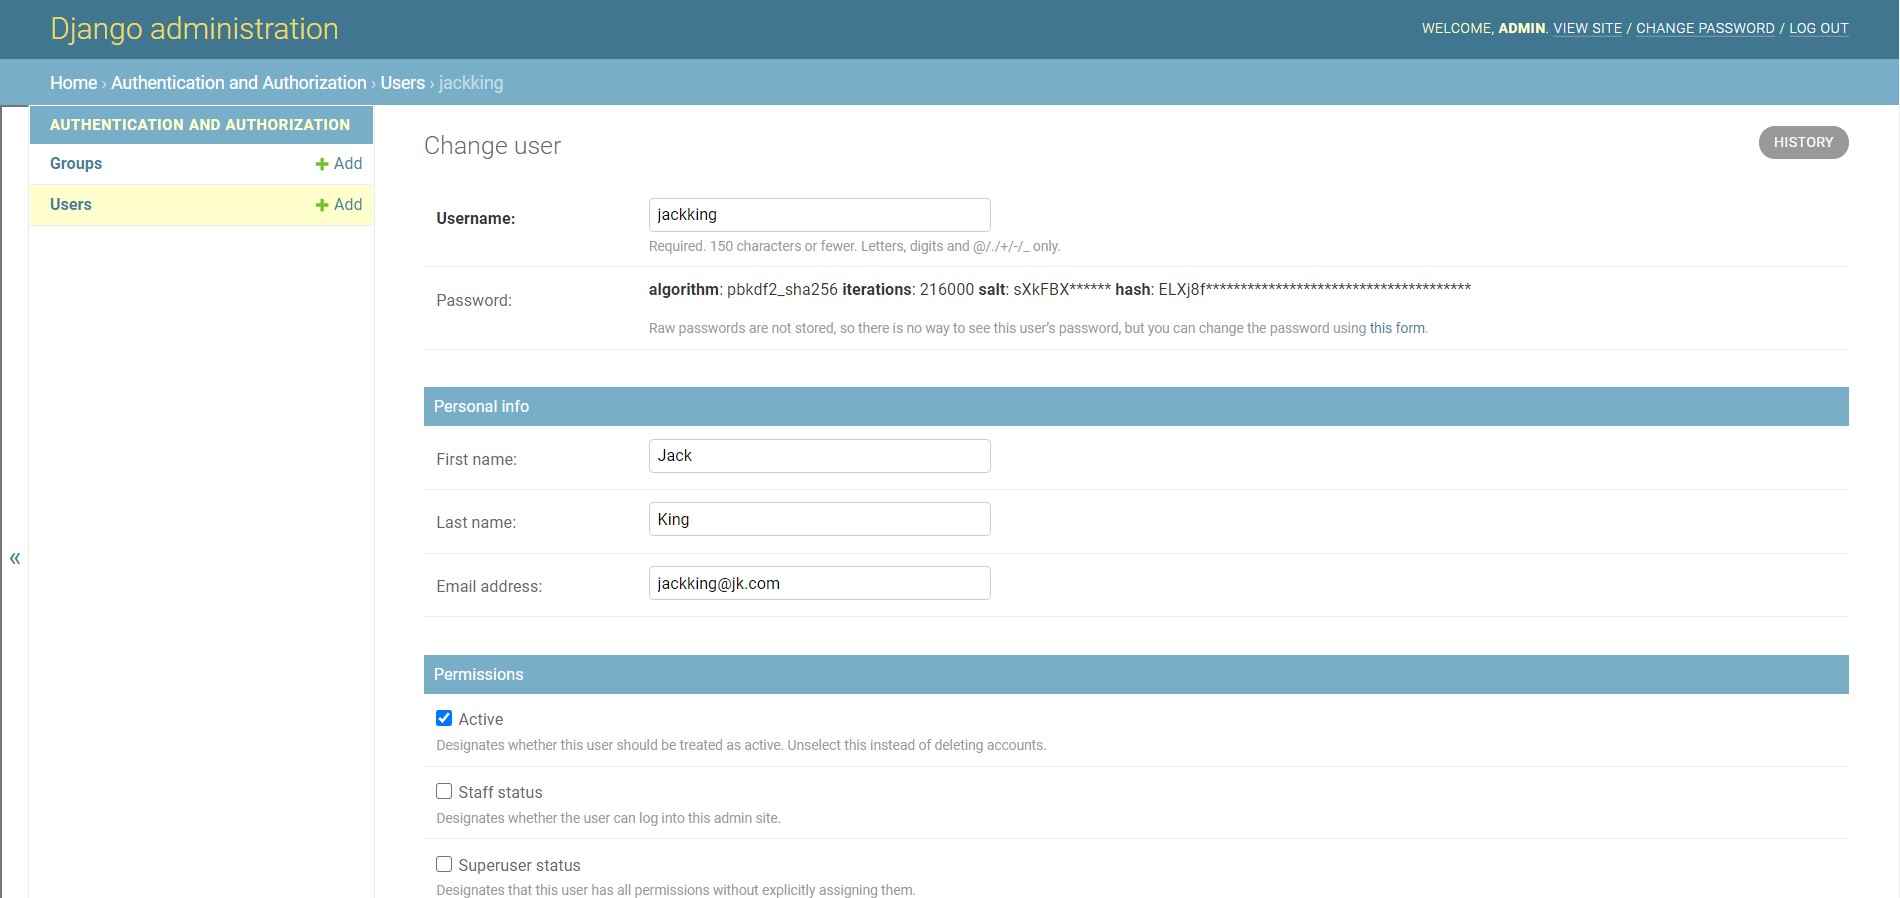 Django administration
WELCOME, ADMIN. VIEW SITE / CHANGE PASSWORD / LOG OUT
Home › Authentication and Authorization › Users › jackking
AUTHENTICATION AND AUTHORIZATION
Groups + Add
Users + Add
«
Change user
HISTORY
Username: jackking
Required. 150 characters or fewer. Letters, digits and @/./+/-/_ only.
Password: algorithm: pbkdf2_sha256 iterations: 216000 salt: sXkFBX****** hash: ELXj8f**************************************
Raw passwords are not stored, so there is no way to see this user's password, but you can change the password using this form.
Personal info
First name: Jack
Last name: King
Email address: jackking@jk.com
Permissions
Active
Designates whether this user should be treated as active. Unselect this instead of deleting accounts.
Staff status
Designates whether the user can log into this admin site.
Superuser status
Designates that this user has all permissions without explicitly assigning them.